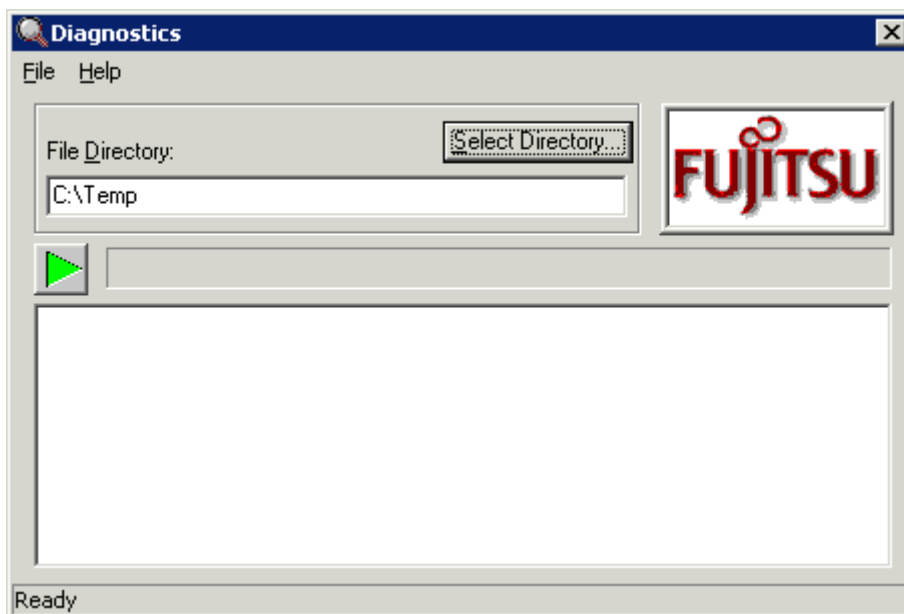 Diagnostics
File Help
File Directory:
Select Directory...
C:\Temp
FUJITSU
Ready